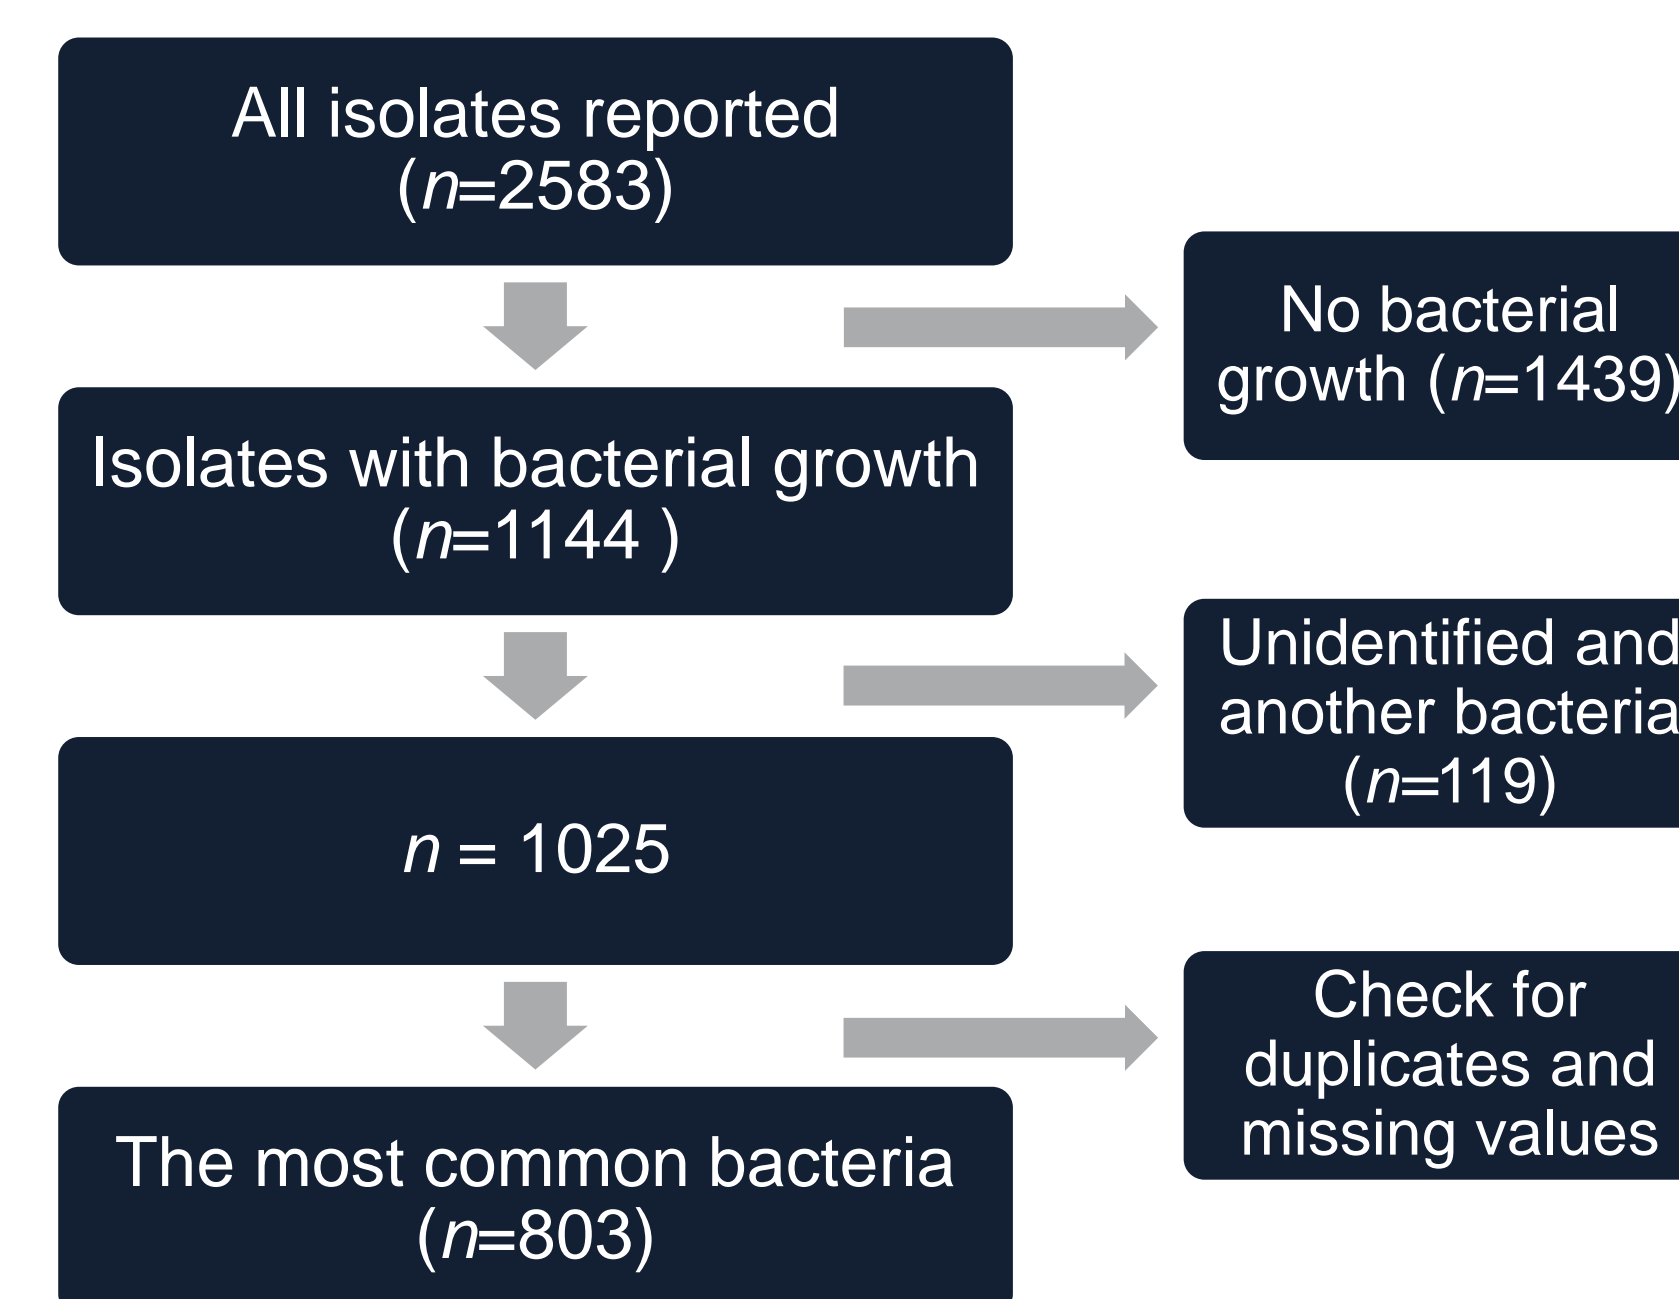 All isolates reported
(n=2583)
No bacterial
growth (n=1439)
Isolates with bacterial growth
(n=1144 )
Unidentified and
another bacteria
(n=119)
n = 1025
Check for
duplicates and
missing values
The most common bacteria
(n=803)